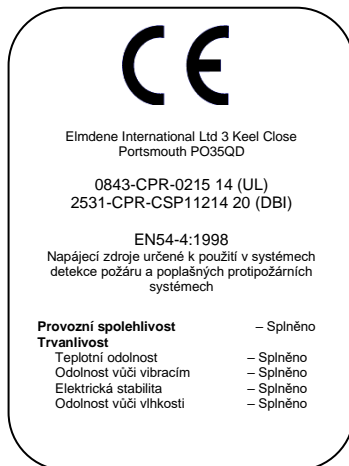 CE
Elmdene International Ltd 3 Keel Close
Portsmouth PO35QD
0843-CPR-0215 14 (UL)
2531-CPR-CSP11214 20 (DBI)
EN54-4:1998
Napájecí zdroje určené k použití v systémech
detekce požáru a poplašných protipožárních
systémech
Provozní spolehlivost – Splněno
Trvanlivost
Teplotní odolnost – Splněno
Odolnost vůči vibracím – Splněno
Elektrická stabilita – Splněno
Odolnost vůči vlhkosti – Splněno